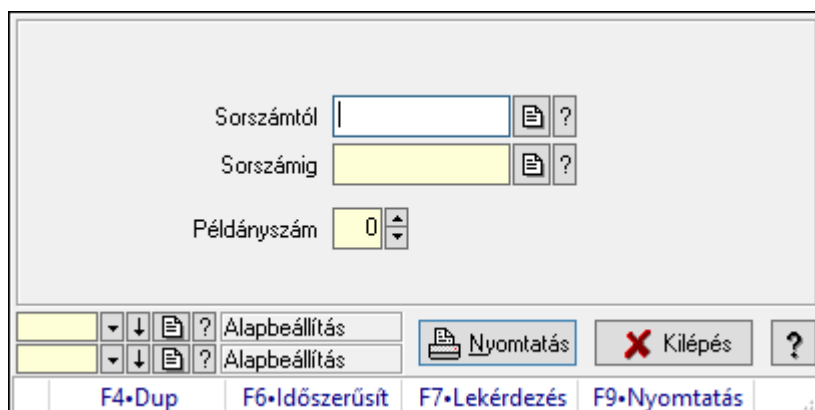 Sorszámtól ?
Sorszámig ?
Példányszám 0
? Alapbeállítás
? Alapbeállítás
Nyomtatás Kilépés ?
F4•Dup F6•Időszerűsít F7•Lekérdezés F9•Nyomtatás